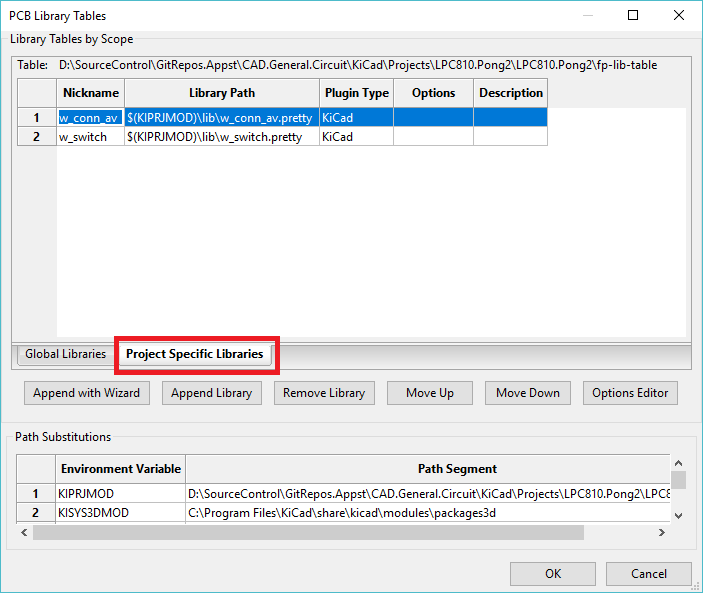 PCB Library Tables
Library Tables by Scope
Table: D:\SourceControl\GitRepos.Appst\CAD.General.Circuit\KiCad\Projects\LPC810.Pong2\LPC810.Pong2\fp-lib-table
Nickname Library Path Plugin Type Options Description
1 w_conn_av $(KIPRJMOD)\lib\w_conn_av.pretty KiCad
2 w_switch $(KIPRJMOD)\lib\w_switch.pretty KiCad
Global Libraries Project Specific Libraries
Append with Wizard Append Library Remove Library Move Up Move Down Options Editor
Path Substitutions
Environment Variable Path Segment
1 KIPRJMOD D:\SourceControl\GitRepos.Appst\CAD.General.Circuit\KiCad\Projects\LPC810.Pong2\LPC8
2 KISYS3DMOD C:\Program Files\KiCad\share\kicad\modules\packages3d
OK Cancel